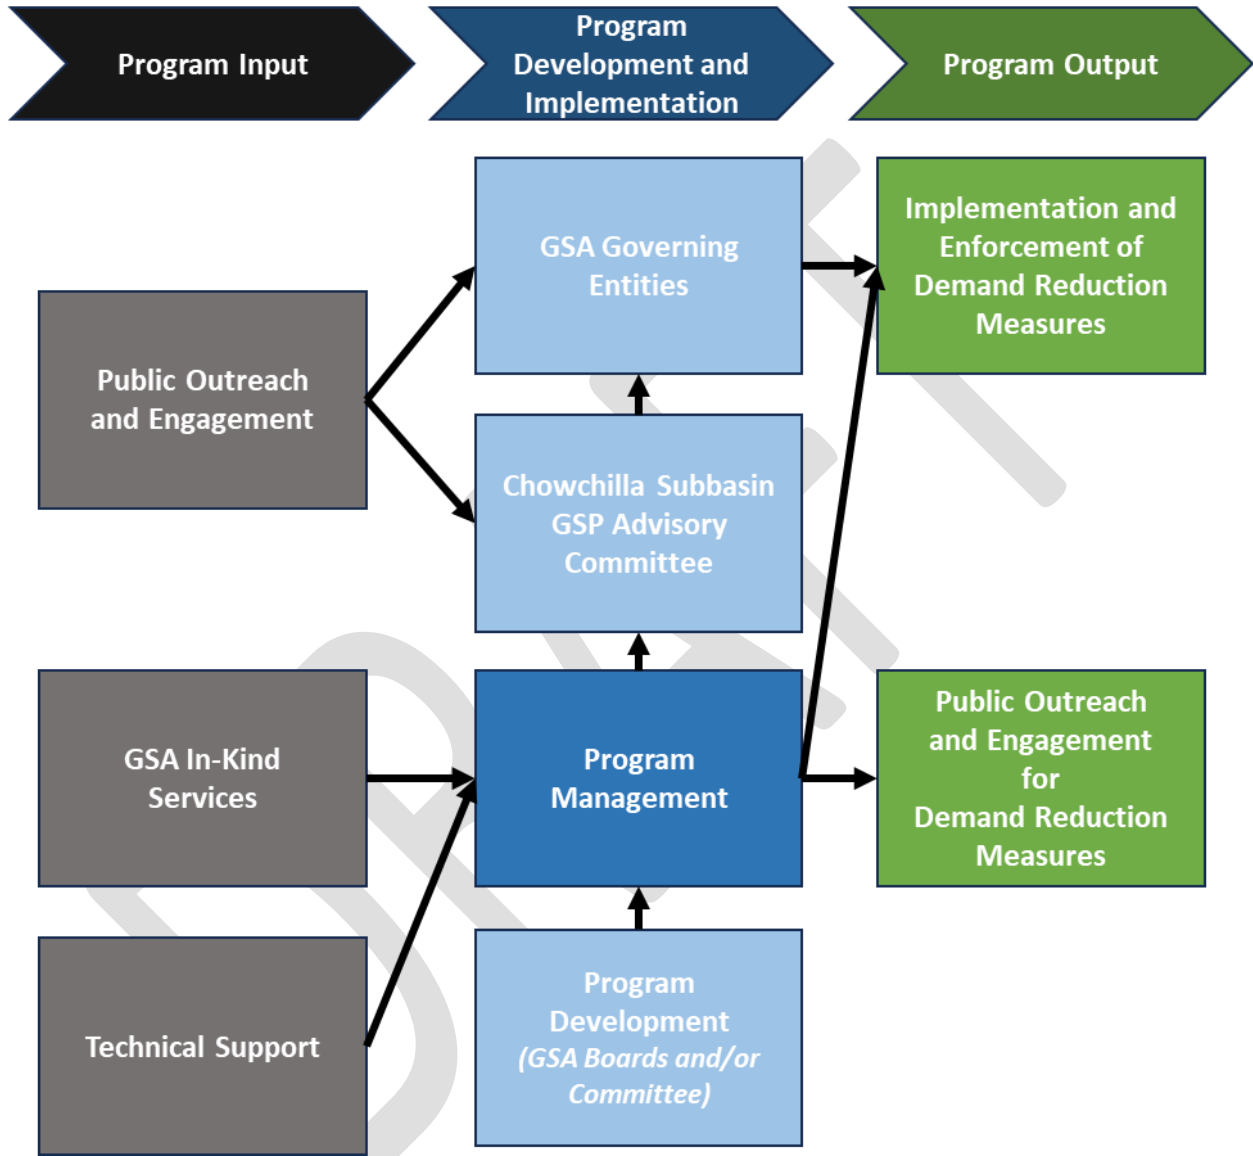 Program Input
Program
Development and
Implementation
Program Output
Public Outreach
and Engagement
GSA In-Kind
Services
Technical Support
GSA Governing
Entities
Chowchilla Subbasin
GSP Advisory
Committee
Program
Management
Program
Development
(GSA Boards and/or
Committee)
Implementation and
Enforcement of
Demand Reduction
Measures
Public Outreach
and Engagement
for
Demand Reduction
Measures
DRAFT